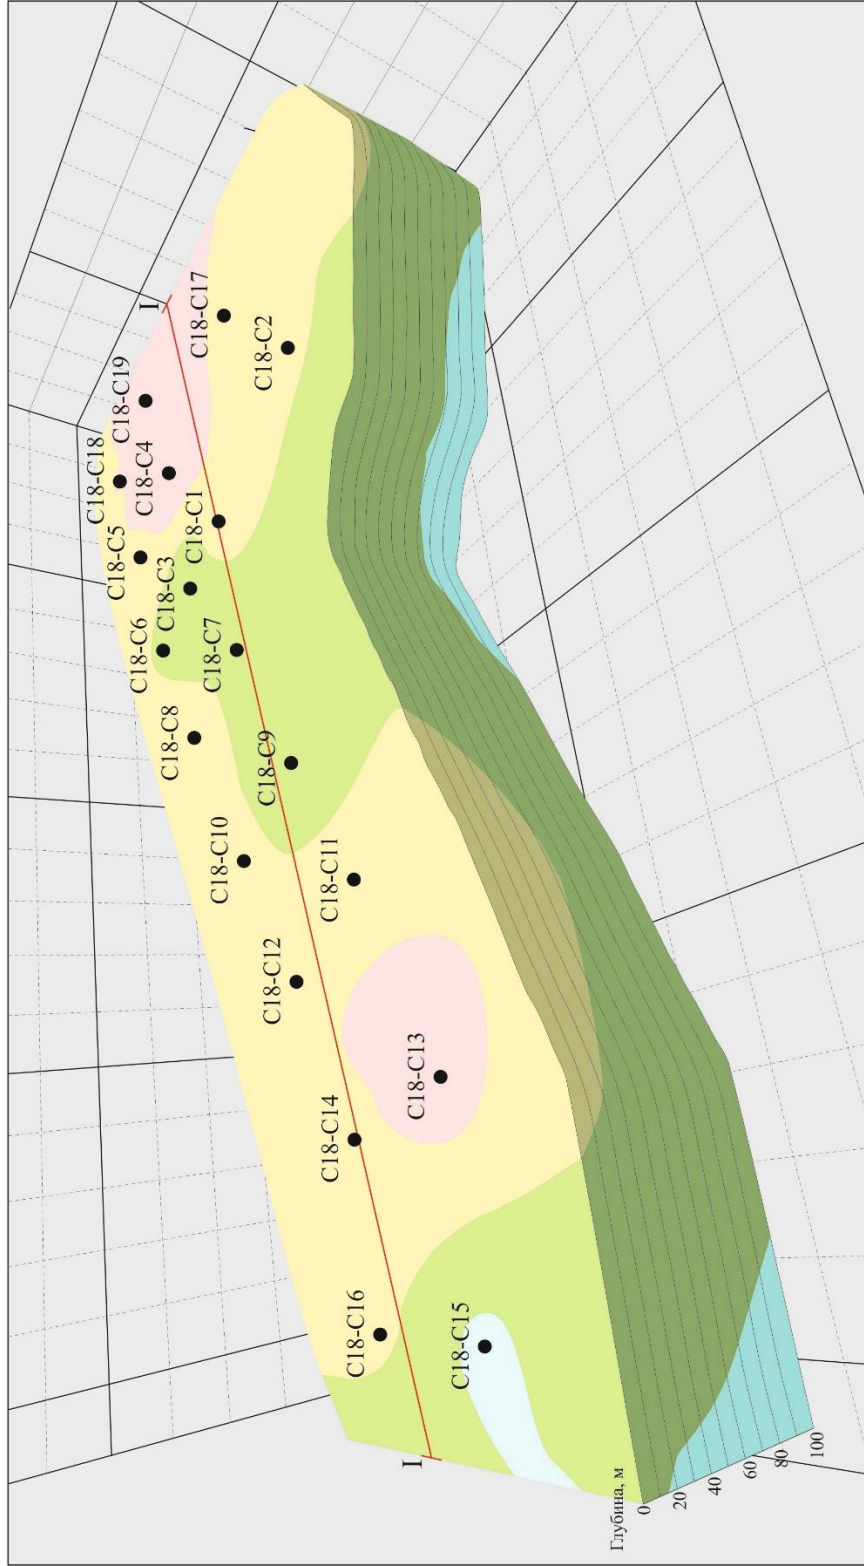 I
C18-C19
C18-C17
C18-C18
C18-C4
C18-C2
C18-C5
C18-C1
C18-C3
C18-C6
C18-C7
C18-C8
C18-C9
C18-C10
C18-C11
C18-C12
C18-C13
C18-C14
C18-C16
C18-C15
I
Глубина, м
0
20
40
60
80
100